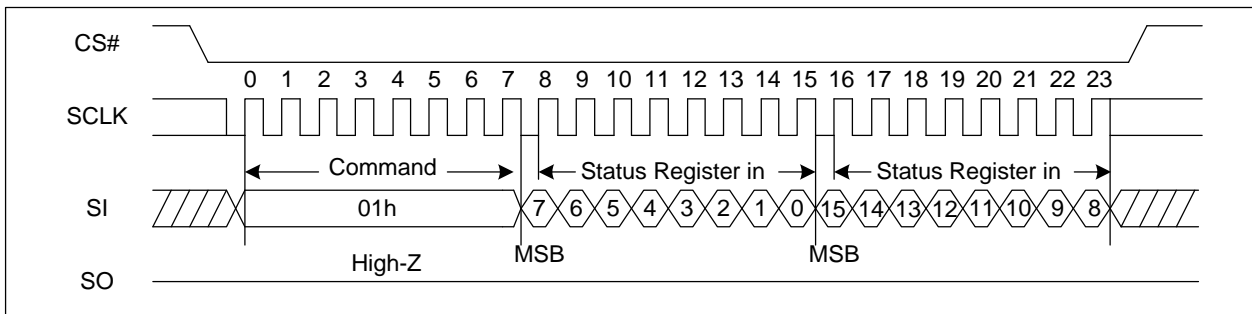 CS#
0 1 2 3 4 5 6 7 8 9 10 11 12 13 14 15 16 17 18 19 20 21 22 23
SCLK
Command Status Register in Status Register in
SI 01h 7 6 5 4 3 2 1 0 15 14 13 12 11 10 9 8
High-Z MSB MSB
SO